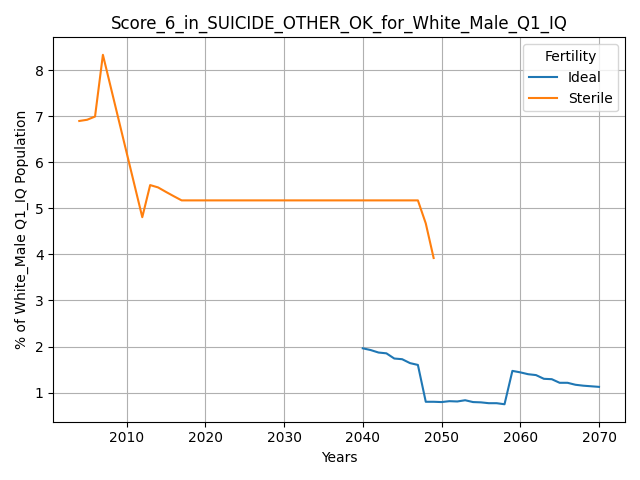 Score_6_in_SUICIDE_OTHER_OK_for_White_Male_Q1_IQ
% of White_Male Q1_IQ Population
8
7
6
5
4
3
2
1
Fertility
Ideal
Sterile
2010 2020 2030 2040 2050 2060 2070
Years